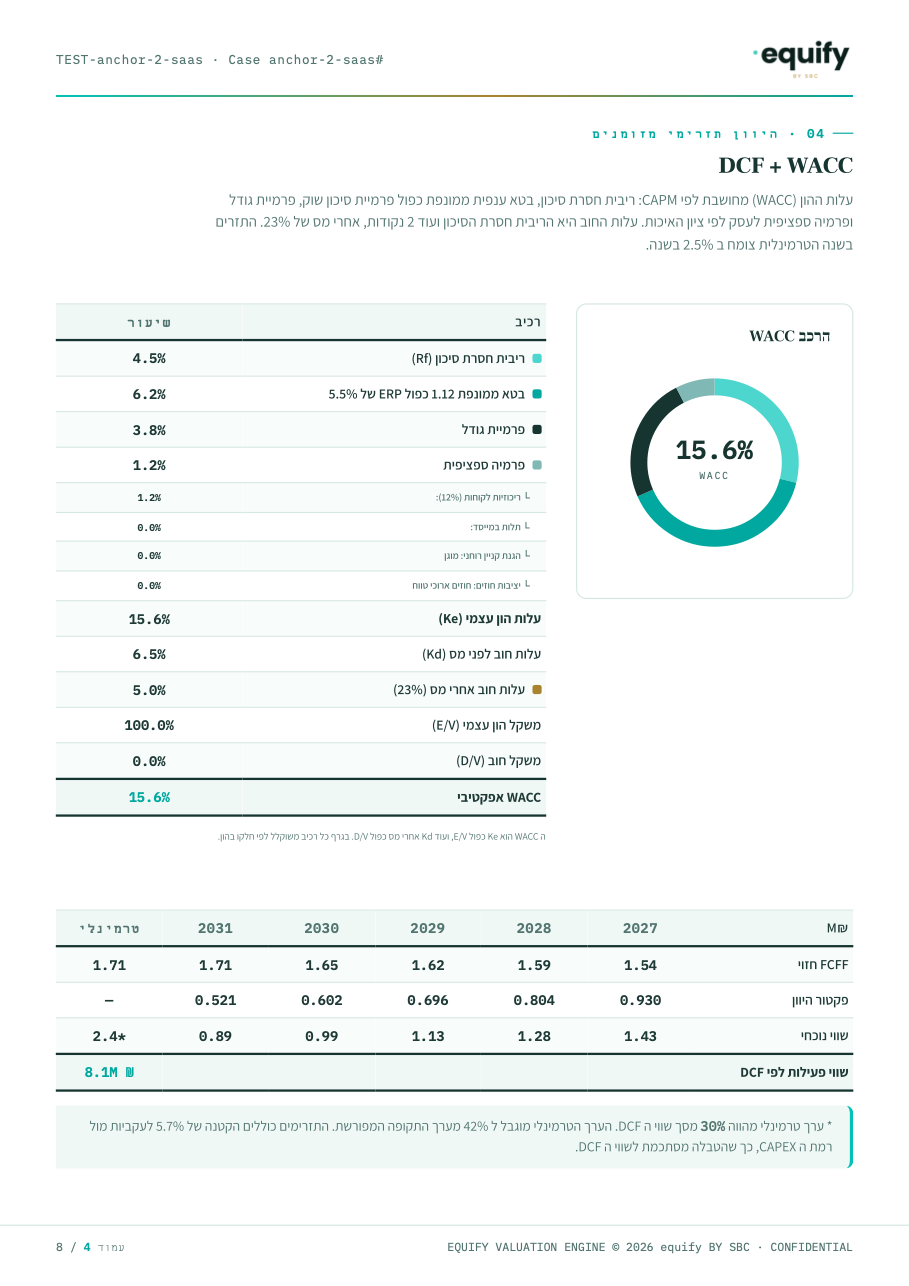 TEST-anchor-2-saas · Case anchor-2-saas#
equify
BY SBC
04 · היוון תזרימי מזומנים
DCF + WACC
עלות ההון (WACC) מחושבת לפי CAPM: ריבית חסרת סיכון, בטא ענפית ממונפת כפול פרמיית סיכון שוק, פרמיית גודל
ופרמיה ספציפית לעסק לפי ציון האיכות. עלות החוב היא הריבית חסרת הסיכון ועוד 2 נקודות, אחרי מס של 23%. התזרים
בשנה הטרמינלית צומח ב 2.5% בשנה.
הרכב WACC
15.6%
WACC
רכיב שיעור
ריבית חסרת סיכון (Rf) 4.5%
בטא ממונפת 1.12 כפול ERP של 5.5% 6.2%
פרמיית גודל 3.8%
פרמיה ספציפית 1.2%
└ ריכוזיות לקוחות (12%): 1.2%
└ תלות במייסד: 0.0%
└ הגנת קניין רוחני: מוגן 0.0%
└ יציבות חוזים: חוזים ארוכי טווח 0.0%
עלות הון עצמי (Ke) 15.6%
עלות חוב לפני מס (Kd) 6.5%
עלות חוב אחרי מס (23%) 5.0%
משקל הון עצמי (E/V) 100.0%
משקל חוב (D/V) 0.0%
WACC אפקטיבי 15.6%
ה WACC הוא Ke כפול E/V, ועוד Kd אחרי מס כפול D/V. בגרף כל רכיב משוקלל לפי חלקו בהון.
₪M 2027 2028 2029 2030 2031 טרמינלי
FCFF חזוי 1.54 1.59 1.62 1.65 1.71 1.71
פקטור היוון 0.930 0.804 0.696 0.602 0.521 —
שווי נוכחי 1.43 1.28 1.13 0.99 0.89 2.4*
שווי פעילות לפי DCF ₪ 8.1M
* ערך טרמינלי מהווה 30% מסך שווי ה DCF. הערך הטרמינלי מוגבל ל 42% מערך התקופה המפורשת. התזרימים כוללים הקטנה של 5.7% לעקביות מול
רמת ה CAPEX, כך שהטבלה מסתכמת לשווי ה DCF.
EQUIFY VALUATION ENGINE © 2026 equify BY SBC · CONFIDENTIAL
עמוד 4 / 8